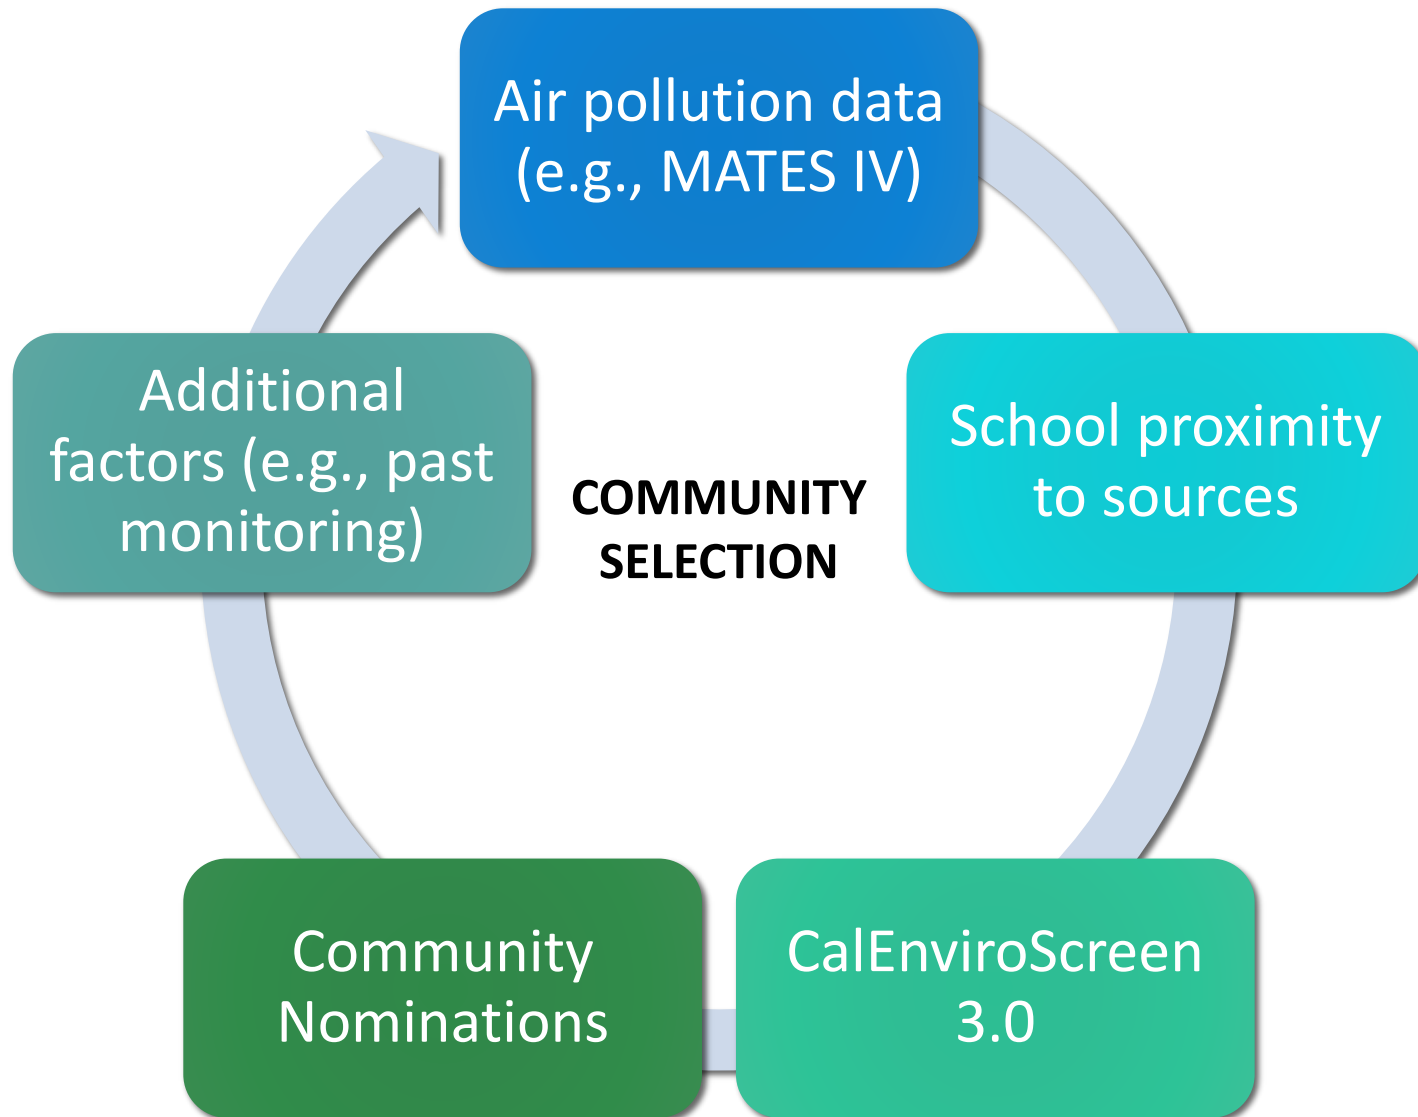 Air pollution data
(e.g., MATES IV)
School proximity
to sources
CalEnviroScreen
3.0
Community
Nominations
Additional
factors (e.g., past
monitoring)
COMMUNITY
SELECTION